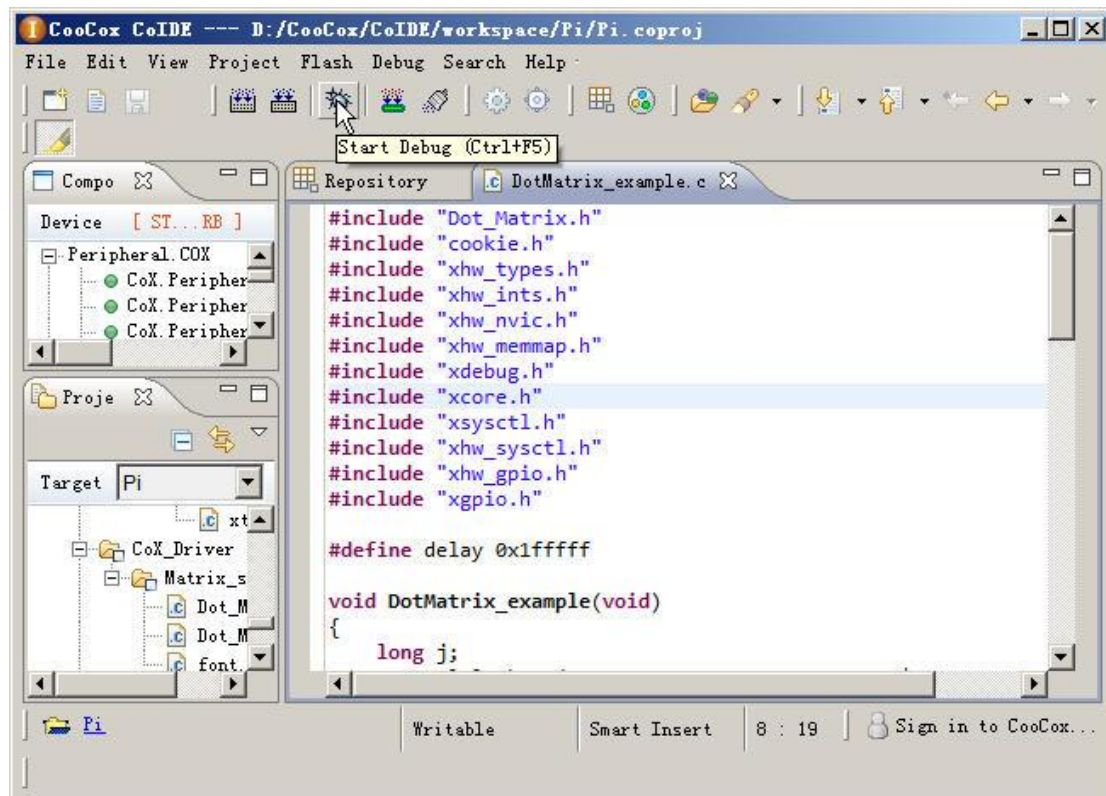 CooCox CoIDE --- D:/CooCox/CoIDE/workspace/Pi/Pi.coproj
File Edit View Project Flash Debug Search Help
Start Debug (Ctrl+F5)
Compo
Device [ ST...RB ]
Peripheral.COX
CoX.Peripher
CoX.Peripher
CoX.Peripher
Proje
Target Pi
xt
CoX_Driver
Matrix_s
Dot_M
Dot_M
font.
Repository DotMatrix_example.c
#include "Dot_Matrix.h"
#include "cookie.h"
#include "xhw_types.h"
#include "xhw_ints.h"
#include "xhw_nvic.h"
#include "xhw_memmap.h"
#include "xdebug.h"
#include "xcore.h"
#include "xsysctl.h"
#include "xhw_sysctl.h"
#include "xhw_gpio.h"
#include "xgpio.h"
#define delay 0x1fffff
void DotMatrix_example(void)
{
long j;
Pi Writable Smart Insert 8 : 19 Sign in to CooCox...